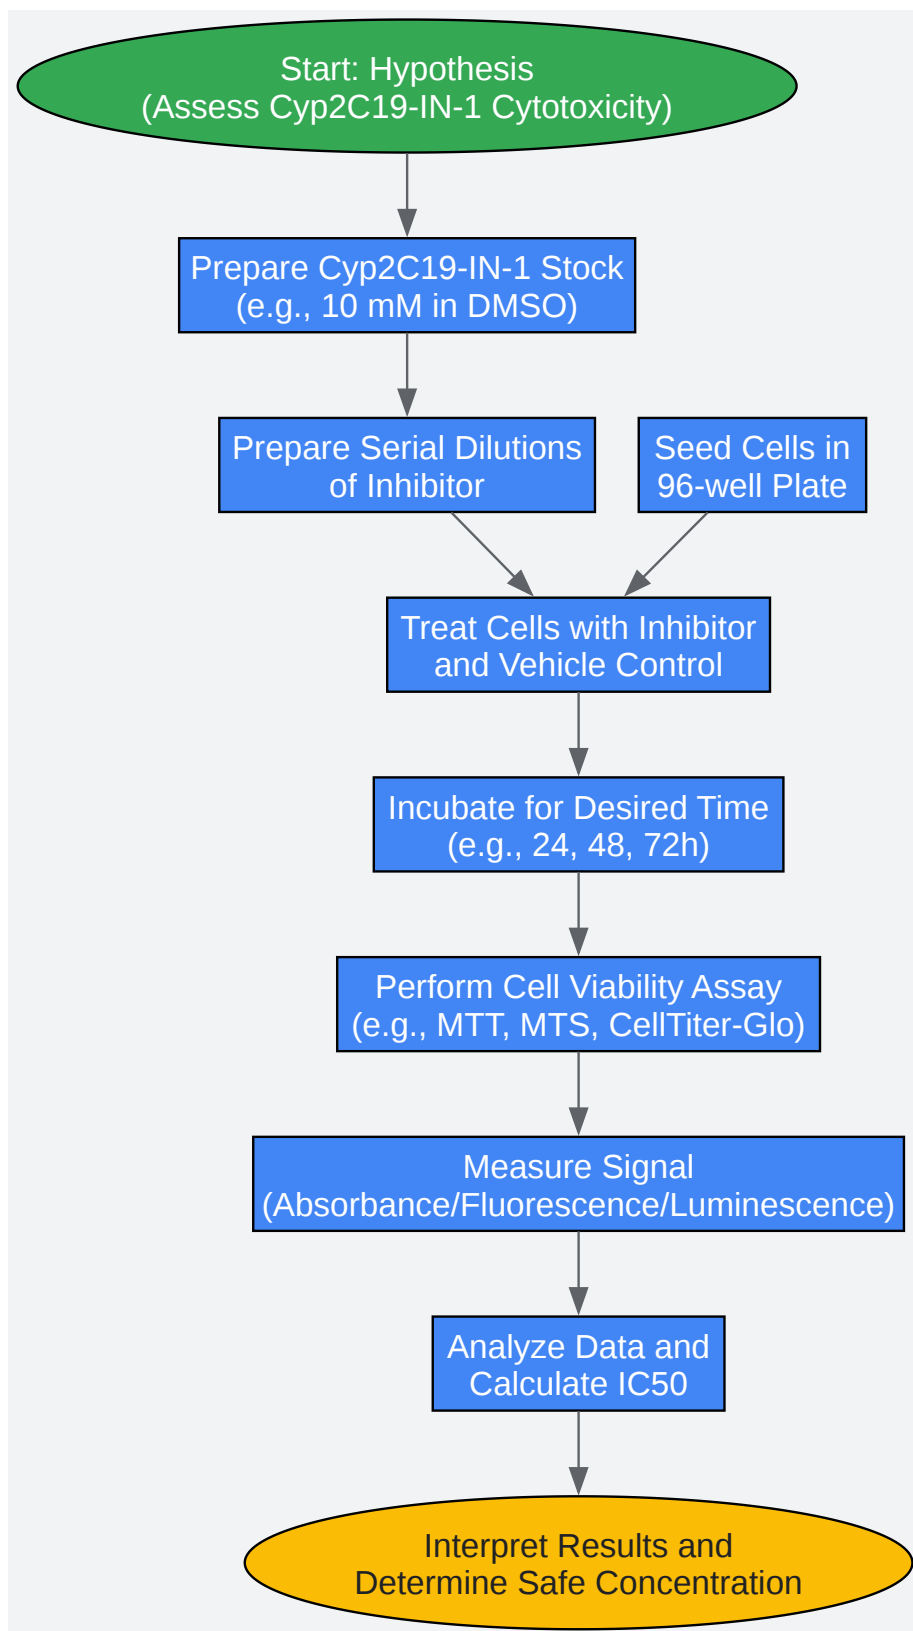 Start: Hypothesis
(Assess Cyp2C19-IN-1 Cytotoxicity)
Prepare Cyp2C19-IN-1 Stock
(e.g., 10 mM in DMSO)
Prepare Serial Dilutions
of Inhibitor
Seed Cells in
96-well Plate
Treat Cells with Inhibitor
and Vehicle Control
Incubate for Desired Time
(e.g., 24, 48, 72h)
Perform Cell Viability Assay
(e.g., MTT, MTS, CellTiter-Glo)
Measure Signal
(Absorbance/Fluorescence/Luminescence)
Analyze Data and
Calculate IC50
Interpret Results and
Determine Safe Concentration